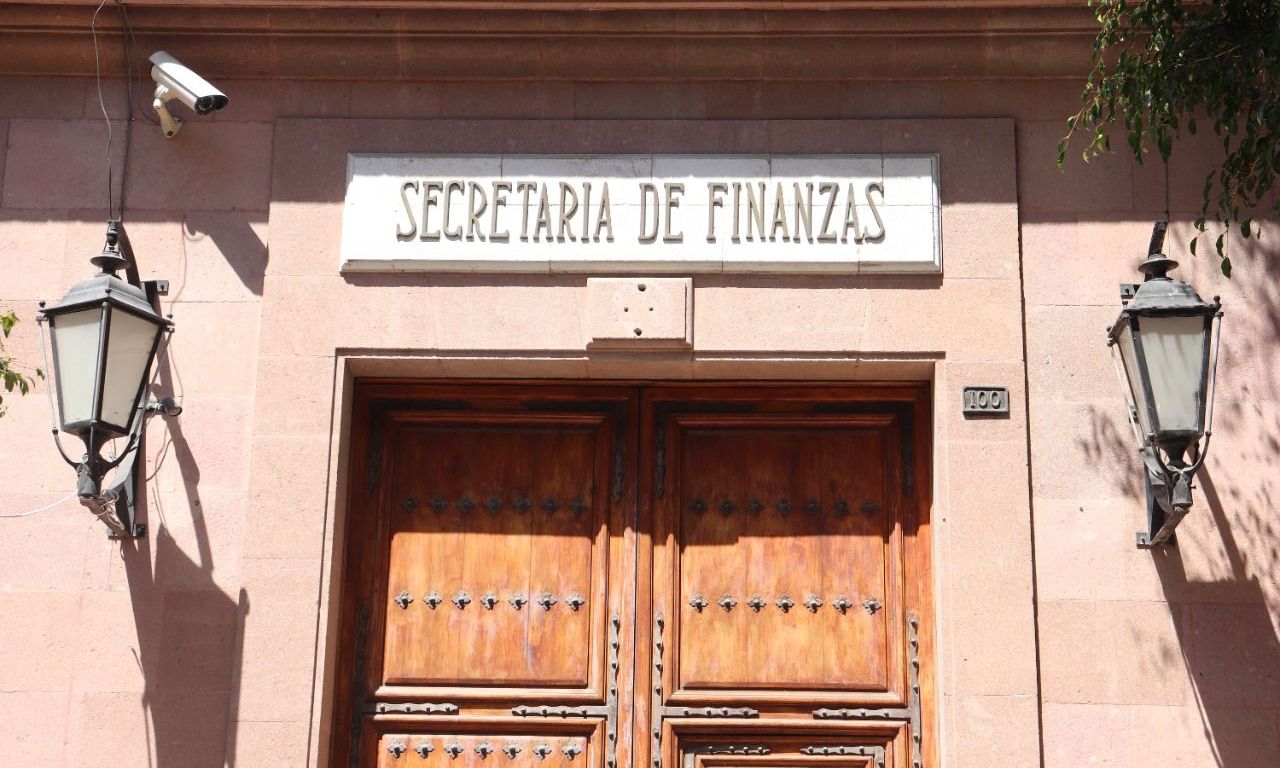 SECRETARIA DE FINANZAS
100